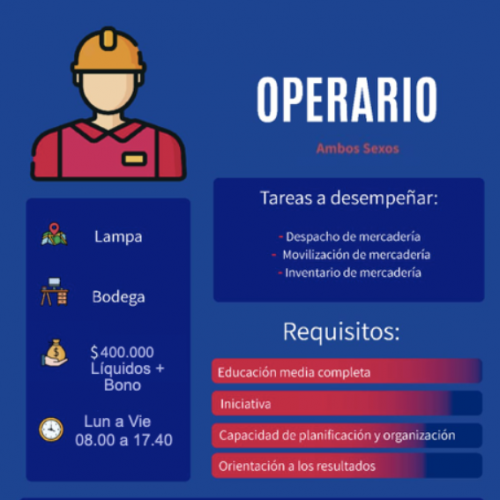 OPERARIO
Ambos Sexos
Lampa
Bodega
$400.000
Líquidos +
Bono
Lun a Vie
08.00 a 17.40
Tareas a desempeñar:
- Despacho de mercadería
- Movilización de mercadería
- Inventario de mercadería
Requisitos:
Educación media completa
Iniciativa
Capacidad de planificación y organización
Orientación a los resultados